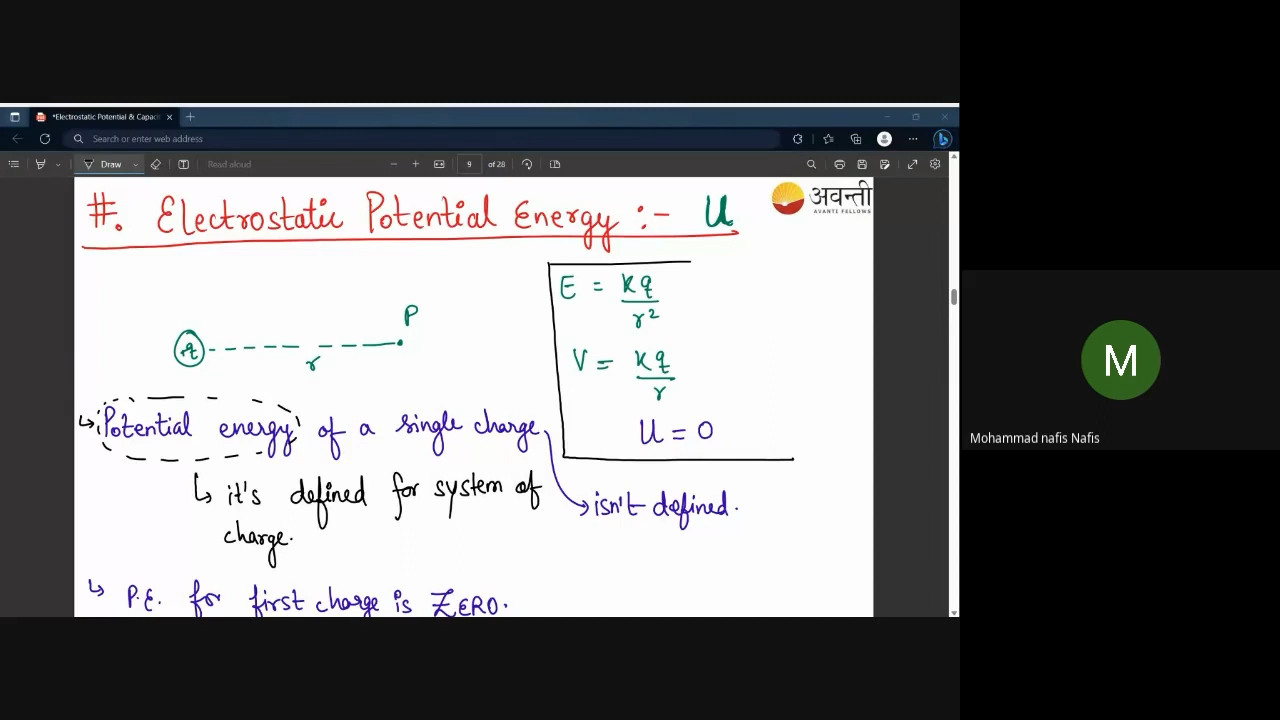 *Electrostatic Potential & Capaci
Search or enter web address
Draw
Read aloud
9 of 28
#. Electrostatic Potential Energy :- U
अवन्ती
AVANTI FELLOWS
E = kq / r²
V = kq / r
U = 0
q
r
P
↳ Potential energy of a single charge
→ isn't defined.
↳ it's defined for system of
charge.
↳ P.E. for first charge is ZERO.
M
Mohammad nafis Nafis